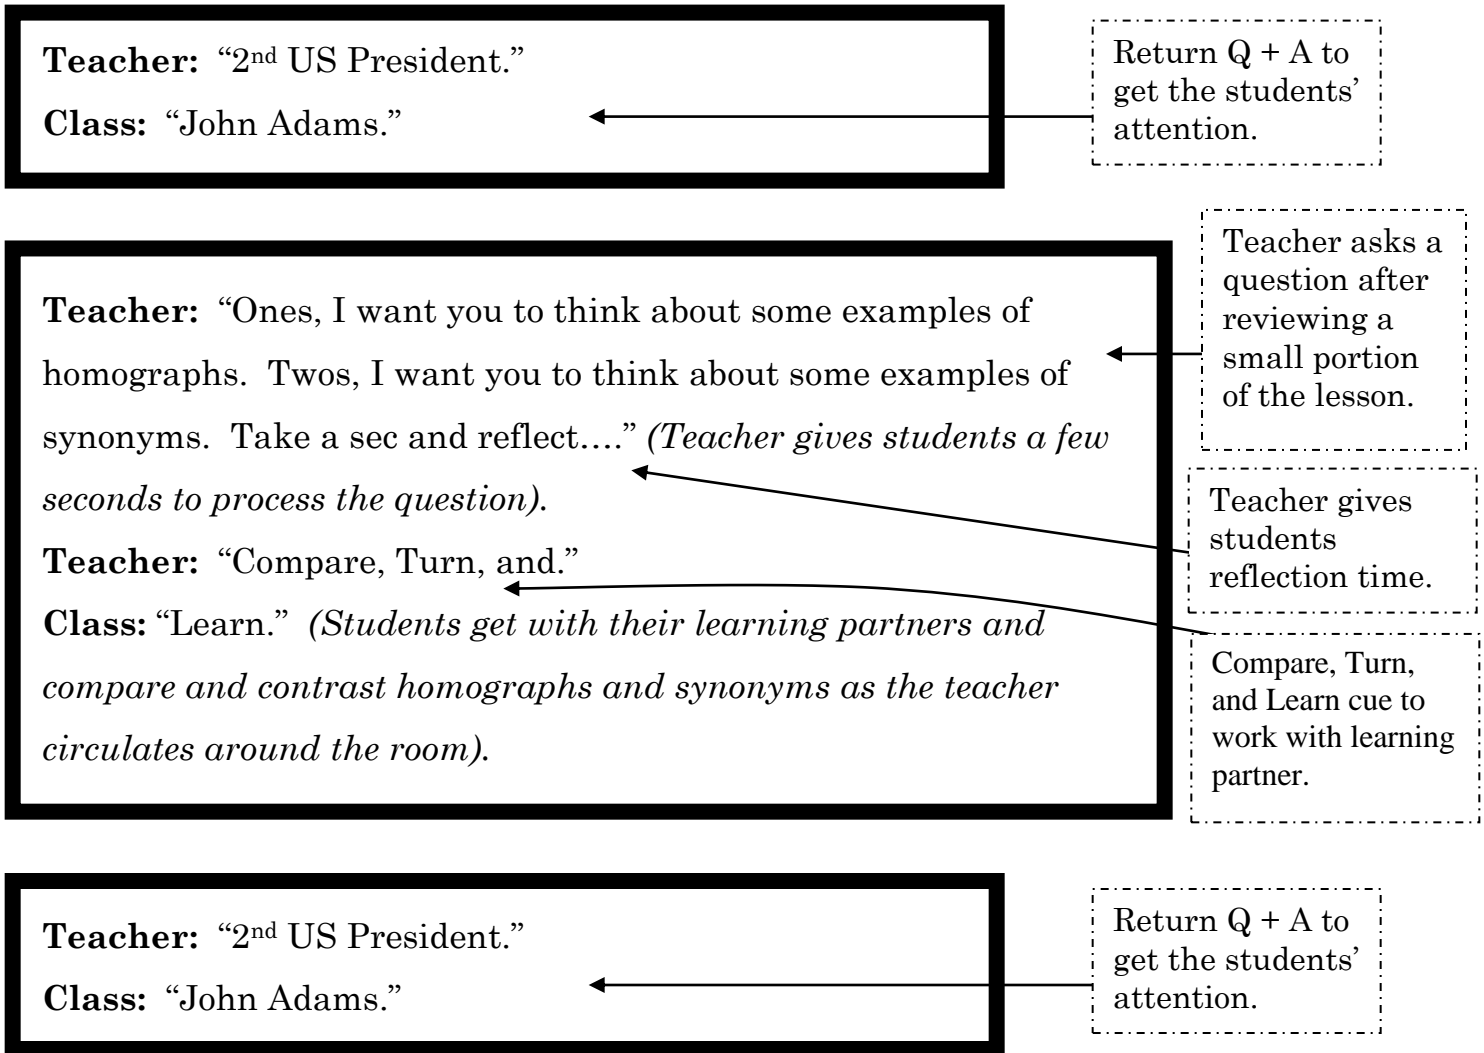 Teacher:  “2nd US President.”
Class:  “John Adams.”
Return Q + A to
get the students’
attention.
Teacher:  “Ones, I want you to think about some examples of
homographs.  Twos, I want you to think about some examples of
synonyms.  Take a sec and reflect….” (Teacher gives students a few
seconds to process the question).
Teacher:  “Compare, Turn, and.”
Class: “Learn.”  (Students get with their learning partners and
compare and contrast homographs and synonyms as the teacher
circulates around the room).
Teacher asks a
question after
reviewing a
small portion
of the lesson.
Teacher gives
students
reflection time.
Compare, Turn,
and Learn cue to
work with learning
partner.
Teacher:  “2nd US President.”
Class:  “John Adams.”
Return Q + A to
get the students’
attention.